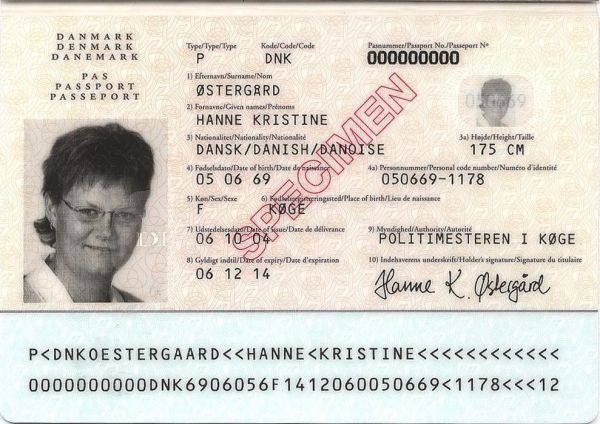 DANMARK
DENMARK
DANEMARK
PAS
PASSPORT
PASSEPORT
Type/Type/Type Kode/Code/Code Pasnummer/Passport No./Passeport Nº
P DNK 000000000
1) Efternavn/Surname/Nom
ØSTERGÅRD
2) Fornavne/Given names/Prénoms
HANNE KRISTINE
050669
3) Nationalitet/Nationality/Nationalité 3a) Højde/Height/Taille
DANSK/DANISH/DANOISE 175 CM
4) Fødselsdato/Date of birth/Date de naissance 4a) Personnummer/Personal code number/Numéro d'identité
05 06 69 050669-1178
5) Køn/Sex/Sexe 6) Fødselsregistreringssted/Place of birth/Lieu de naissance
F KØGE
7) Udstedelsesdato/Date of issue/Date de délivrance 9) Myndighed/Authority/Autorité
06 10 04 POLITIMESTEREN I KØGE
8) Gyldigt indtil/Date of expiry/Date d'expiration 10) Indehaverens underskrift/Holder's signature/Signature du titulaire
06 12 14 Hanne K. Østergård
SPECIMEN
P<DNKOESTERGAARD<<HANNE<KRISTINE<<<<<<<<<<<<
0000000000DNK6906056F1412060050669<1178<<<12